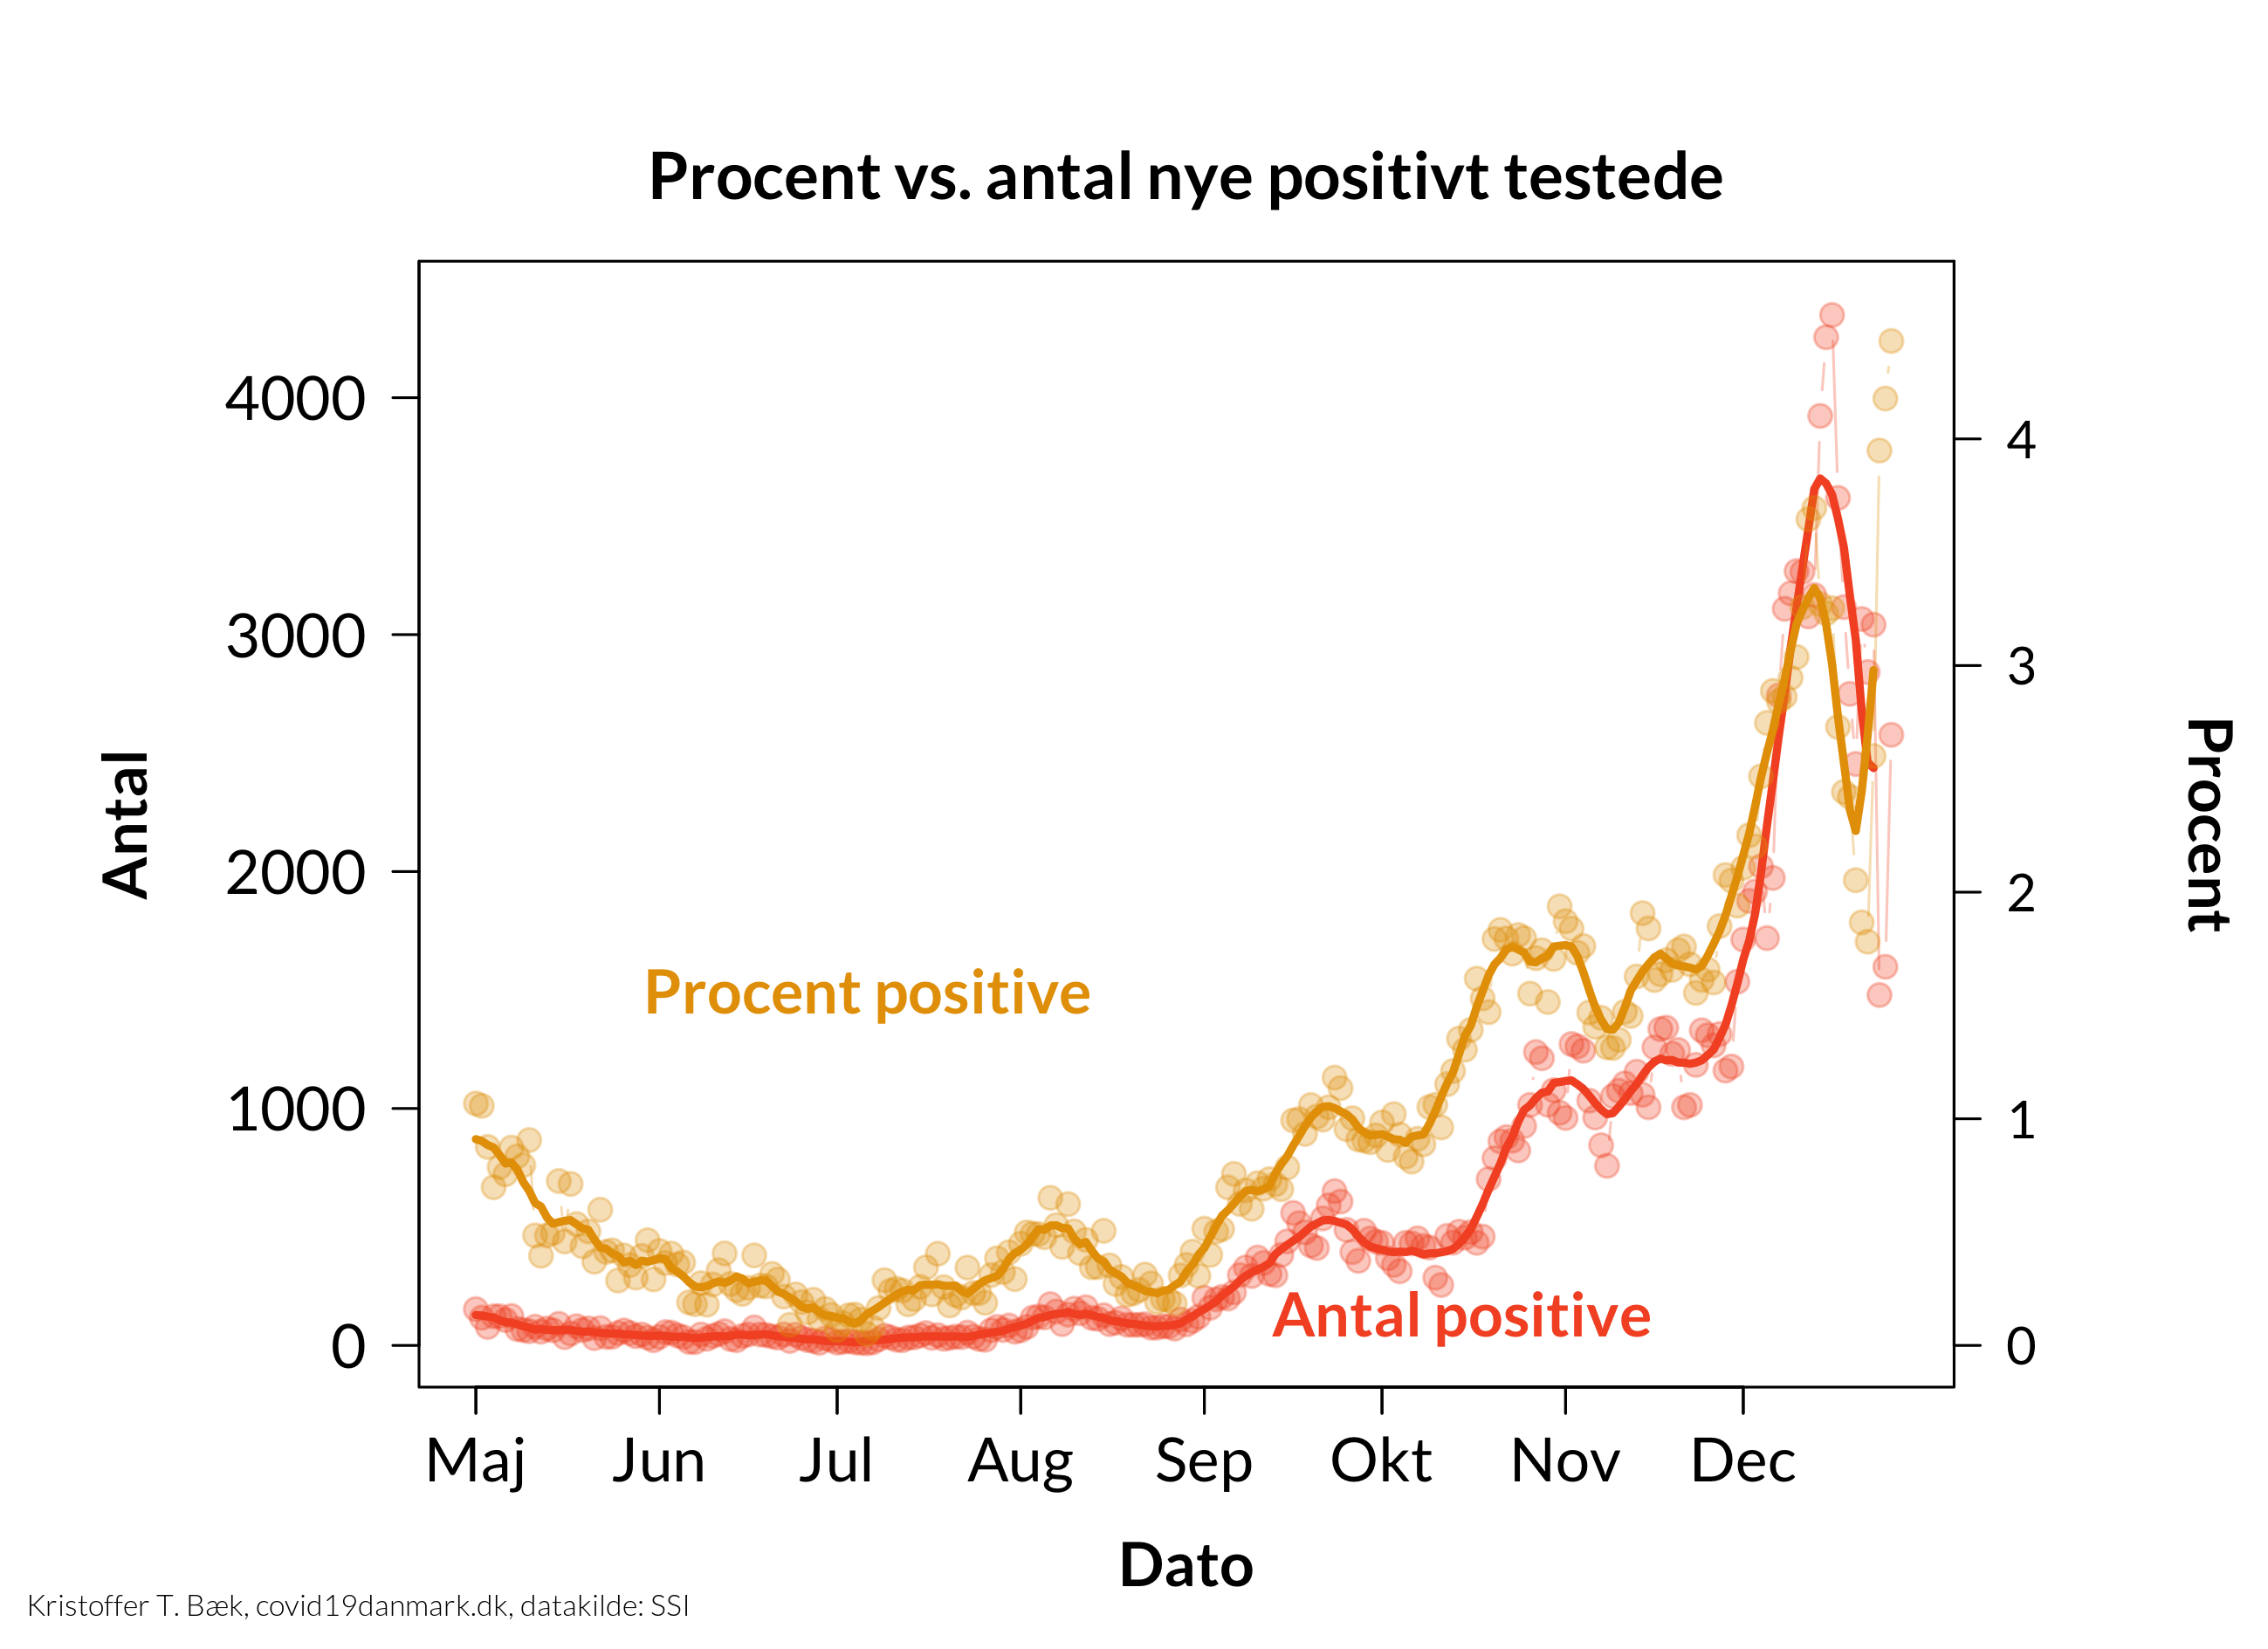 Procent vs. antal nye positivt testede
4000
3000
2000
1000
0
Antal
4
3
2
1
0
Procent
Procent positive
Antal positive
Maj Jun Jul Aug Sep Okt Nov Dec
Dato
Kristoffer T. Bæk, covid19danmark.dk, datakilde: SSI